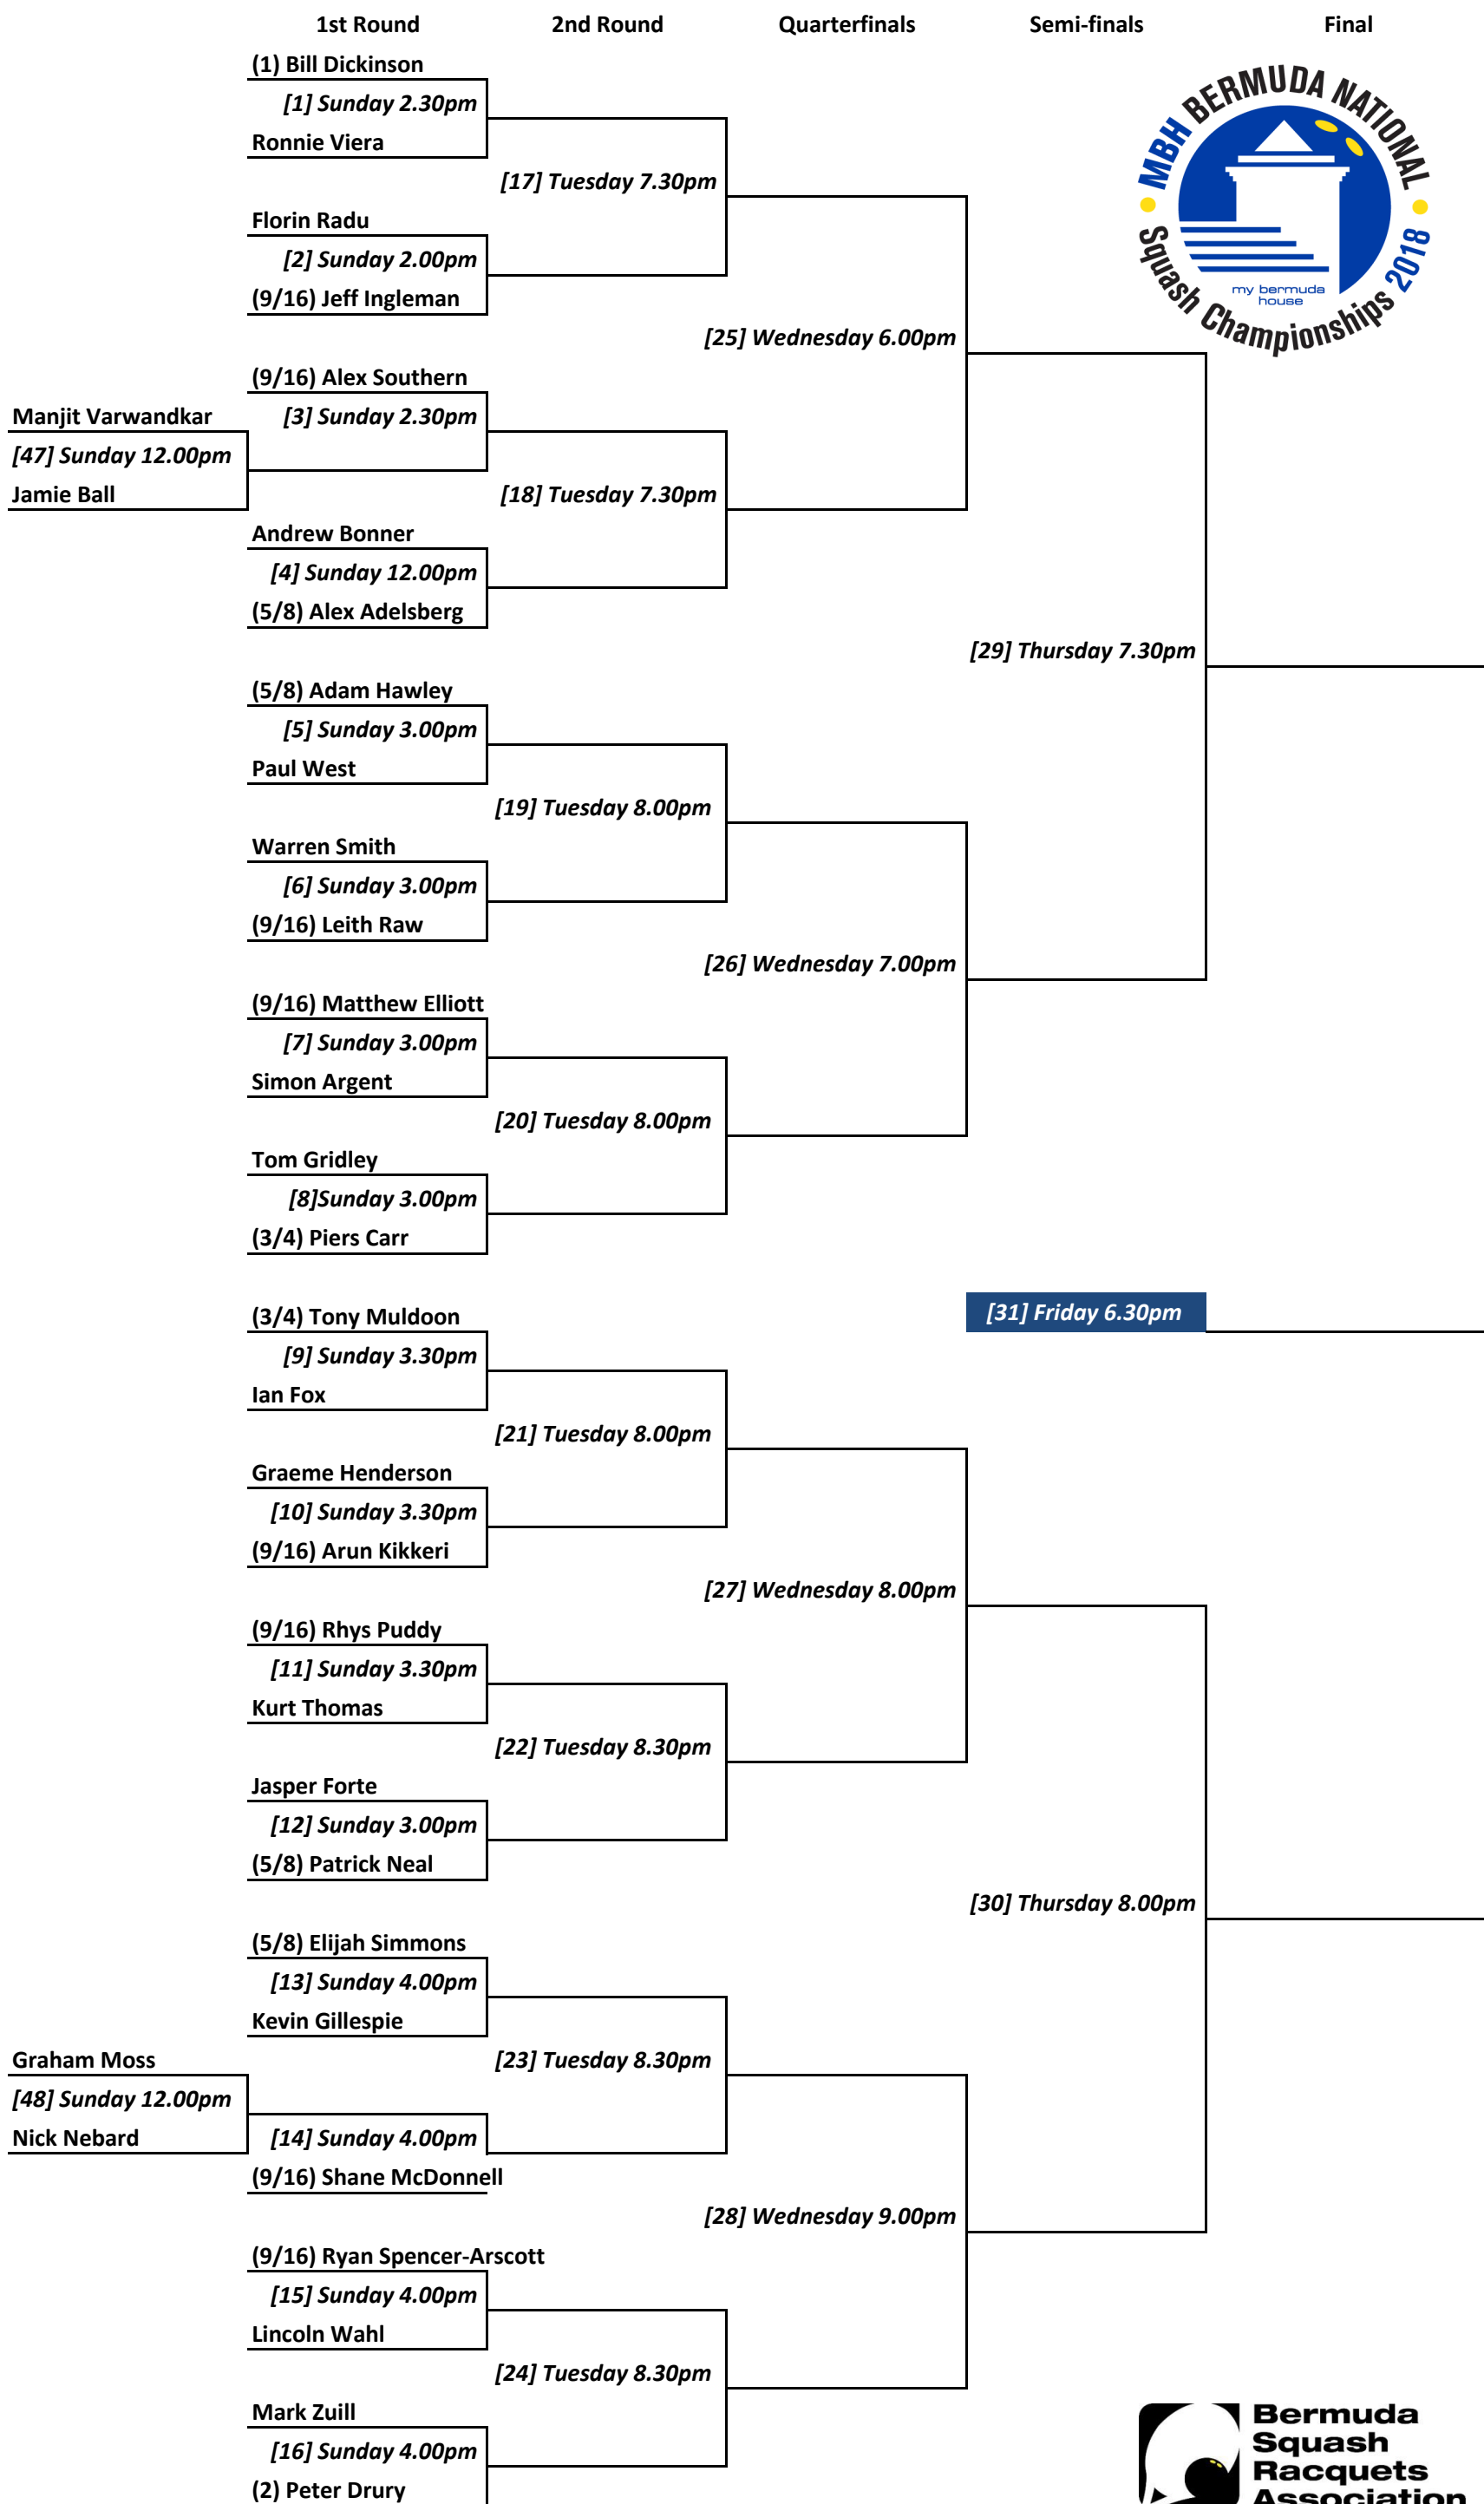 1st Round 2nd Round Quarterfinals Semi-finals Final
(1) Bill Dickinson
[1] Sunday 2.30pm
Ronnie Viera
[17] Tuesday 7.30pm
Florin Radu
[2] Sunday 2.00pm
(9/16) Jeff Ingleman
MBH BERMUDA NATIONAL
Squash Championships 2018
my bermuda
house
[25] Wednesday 6.00pm
(9/16) Alex Southern
Manjit Varwandkar
[3] Sunday 2.30pm
[47] Sunday 12.00pm
Jamie Ball
[18] Tuesday 7.30pm
Andrew Bonner
[4] Sunday 12.00pm
(5/8) Alex Adelsberg
[29] Thursday 7.30pm
(5/8) Adam Hawley
[5] Sunday 3.00pm
Paul West
[19] Tuesday 8.00pm
Warren Smith
[6] Sunday 3.00pm
(9/16) Leith Raw
[26] Wednesday 7.00pm
(9/16) Matthew Elliott
[7] Sunday 3.00pm
Simon Argent
[20] Tuesday 8.00pm
Tom Gridley
[8]Sunday 3.00pm
(3/4) Piers Carr
[31] Friday 6.30pm
(3/4) Tony Muldoon
[9] Sunday 3.30pm
Ian Fox
[21] Tuesday 8.00pm
Graeme Henderson
[10] Sunday 3.30pm
(9/16) Arun Kikkeri
[27] Wednesday 8.00pm
(9/16) Rhys Puddy
[11] Sunday 3.30pm
Kurt Thomas
[22] Tuesday 8.30pm
Jasper Forte
[12] Sunday 3.00pm
(5/8) Patrick Neal
[30] Thursday 8.00pm
(5/8) Elijah Simmons
[13] Sunday 4.00pm
Kevin Gillespie
Graham Moss
[23] Tuesday 8.30pm
[48] Sunday 12.00pm
Nick Nebard
[14] Sunday 4.00pm
(9/16) Shane McDonnell
[28] Wednesday 9.00pm
(9/16) Ryan Spencer-Arscott
[15] Sunday 4.00pm
Lincoln Wahl
[24] Tuesday 8.30pm
Mark Zuill
[16] Sunday 4.00pm
(2) Peter Drury
Bermuda
Squash
Racquets
Association